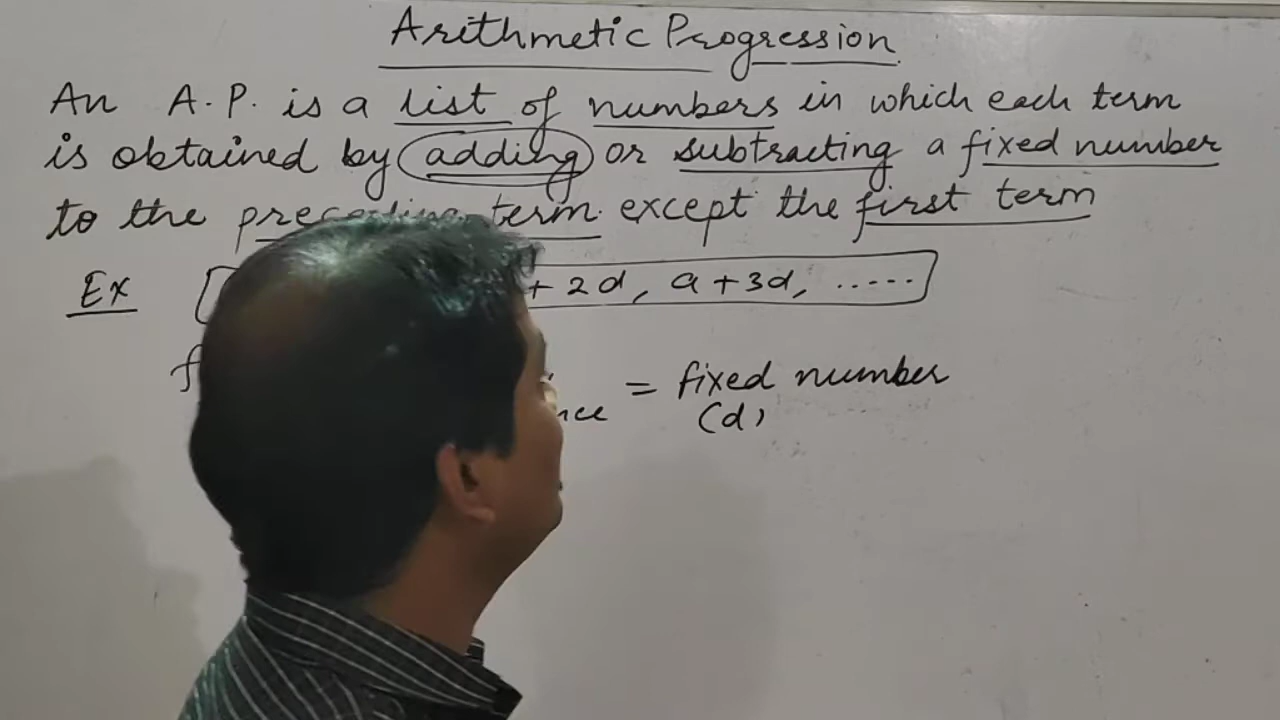 Arithmetic Progression
An A.P. is a list of numbers in which each term
is obtained by adding or subtracting a fixed number
to the preceding term except the first term
Ex + 2d, a + 3d, .....
= fixed number
(d)